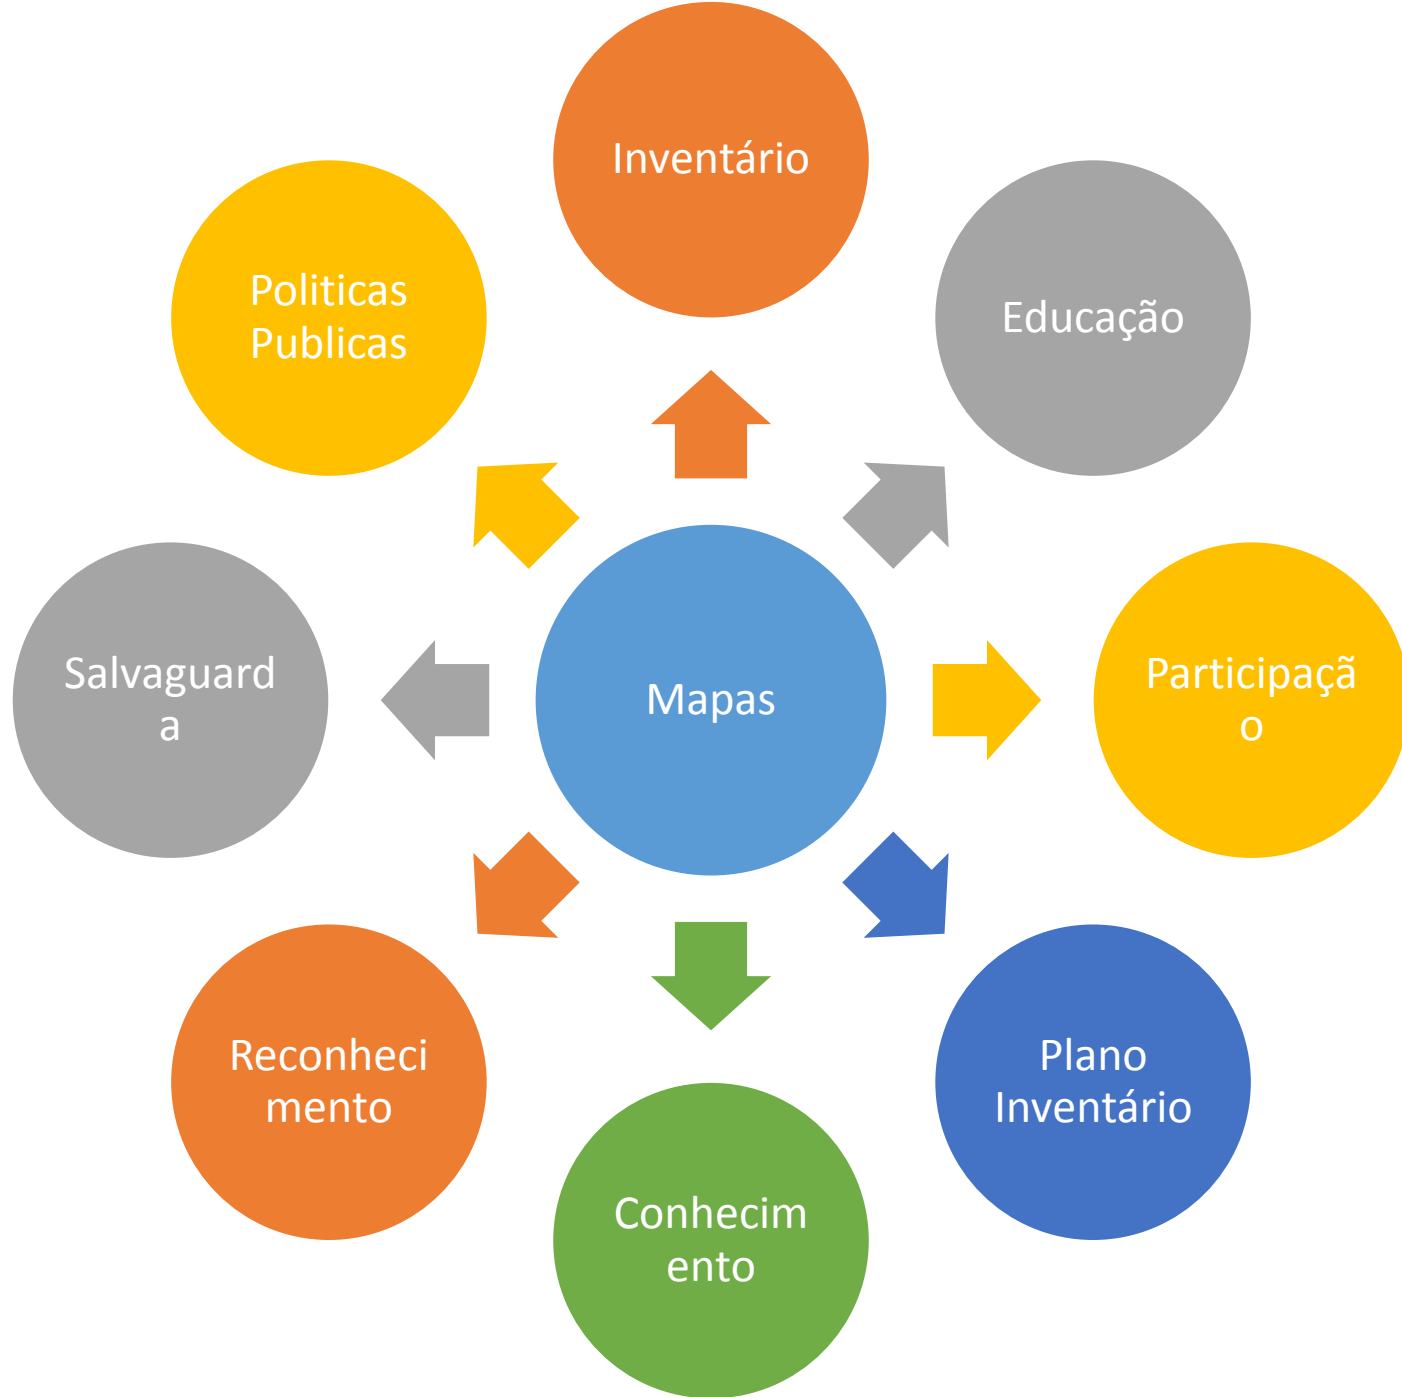 Inventário
Politicas
Publicas
Educação
Salvaguard
a
Mapas
Participaçã
o
Reconheci
mento
Plano
Inventário
Conhecim
ento